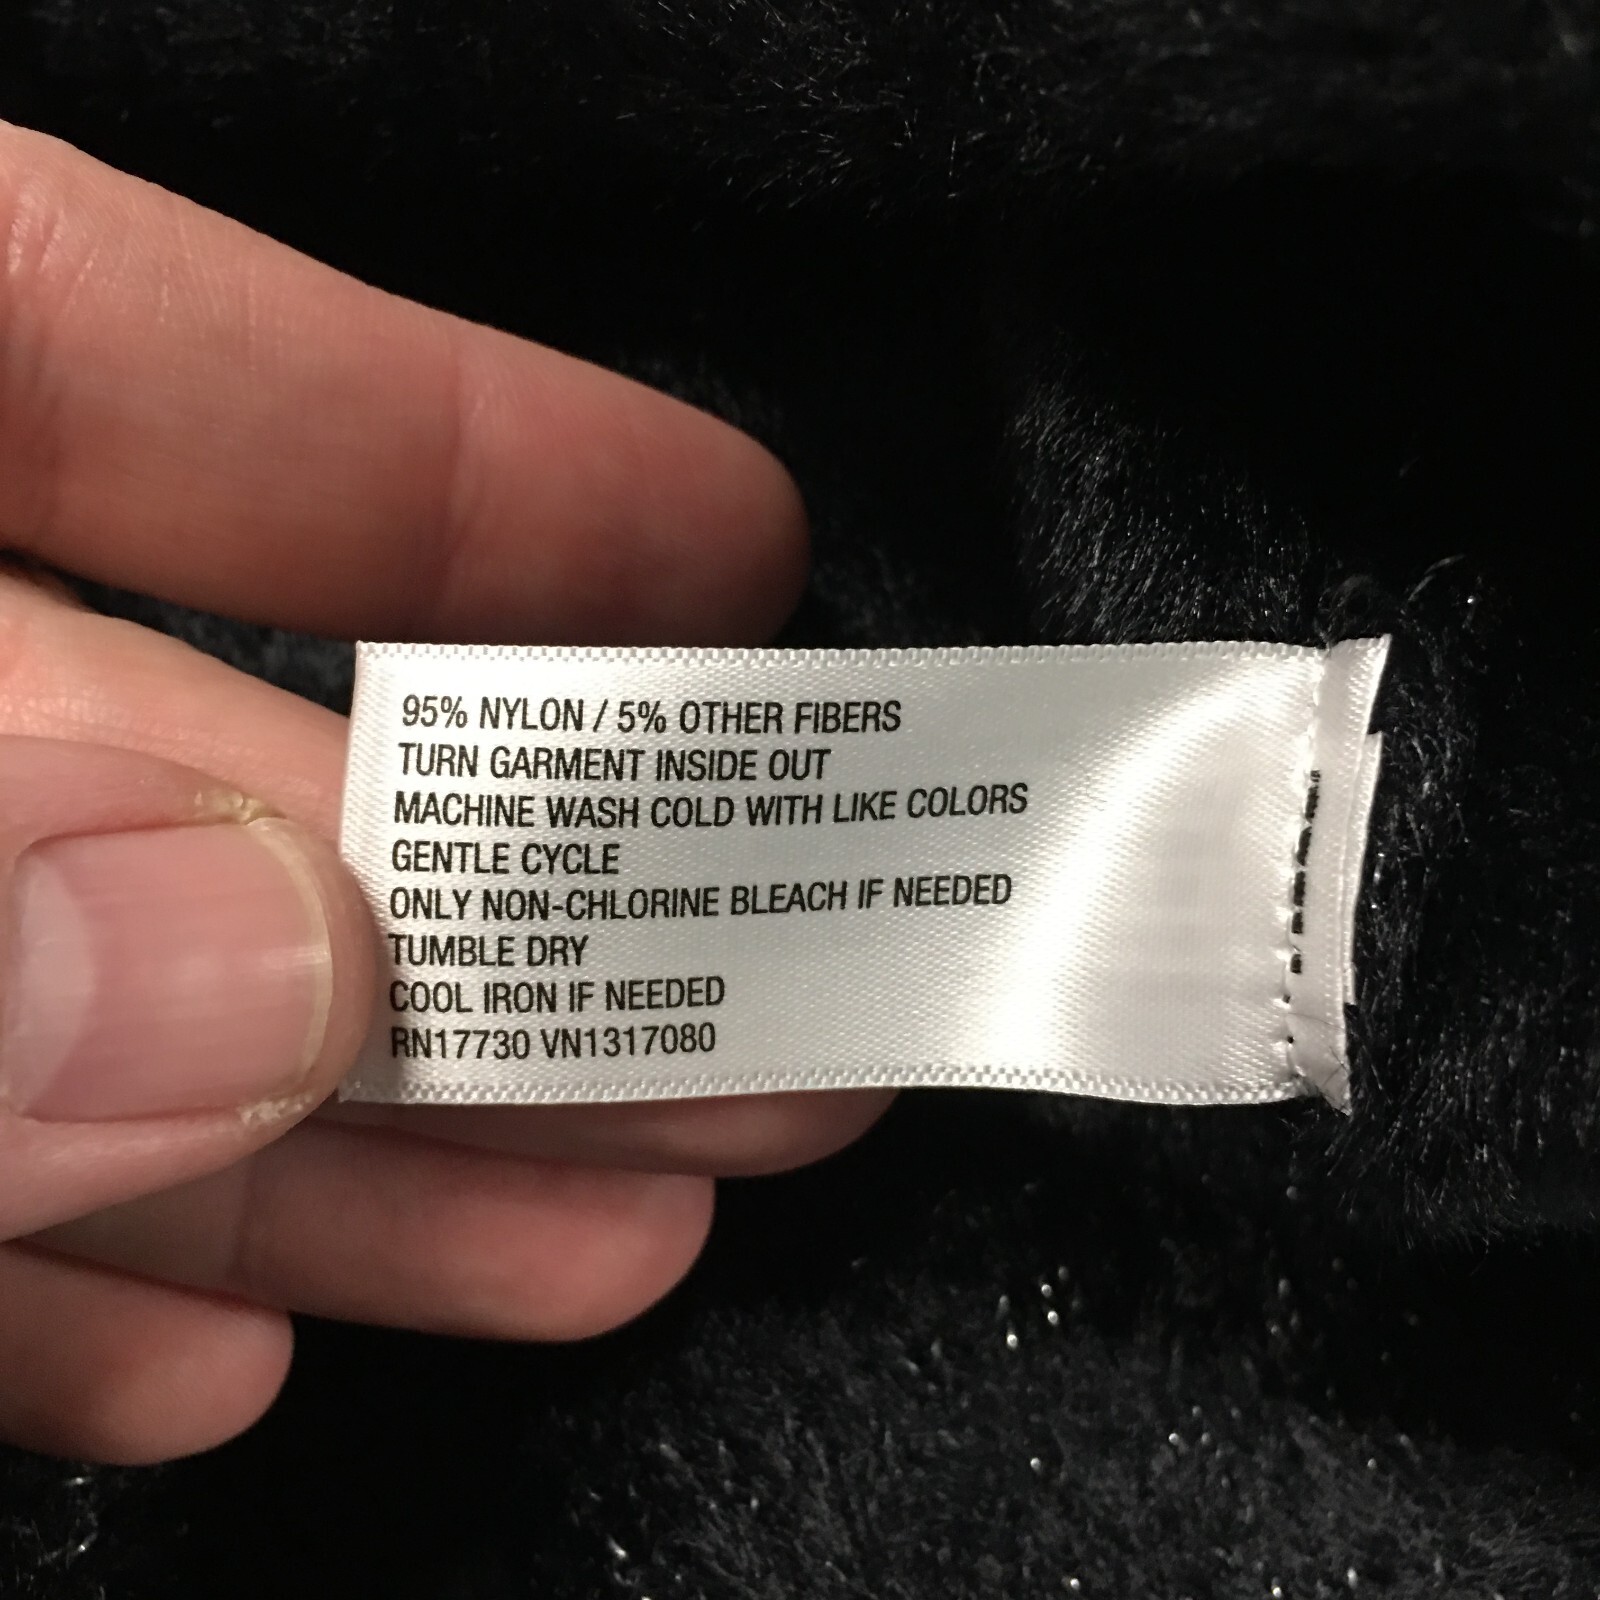 95% NYLON / 5% OTHER FIBERS
TURN GARMENT INSIDE OUT
MACHINE WASH COLD WITH LIKE COLORS
GENTLE CYCLE
ONLY NON-CHLORINE BLEACH IF NEEDED
TUMBLE DRY
COOL IRON IF NEEDED
RN17730 VN1317080